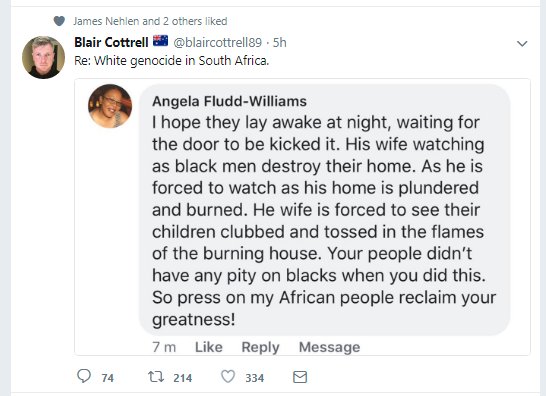 James Nehlen and 2 others liked
Blair Cottrell 🇦🇺 @blaircottrell89 · 5h
Re: White genocide in South Africa.
Angela Fludd-Williams
I hope they lay awake at night, waiting for
the door to be kicked it. His wife watching
as black men destroy their home. As he is
forced to watch as his home is plundered
and burned. He wife is forced to see their
children clubbed and tossed in the flames
of the burning house. Your people didn't
have any pity on blacks when you did this.
So press on my African people reclaim your
greatness!
7 m Like Reply Message
74 214 334